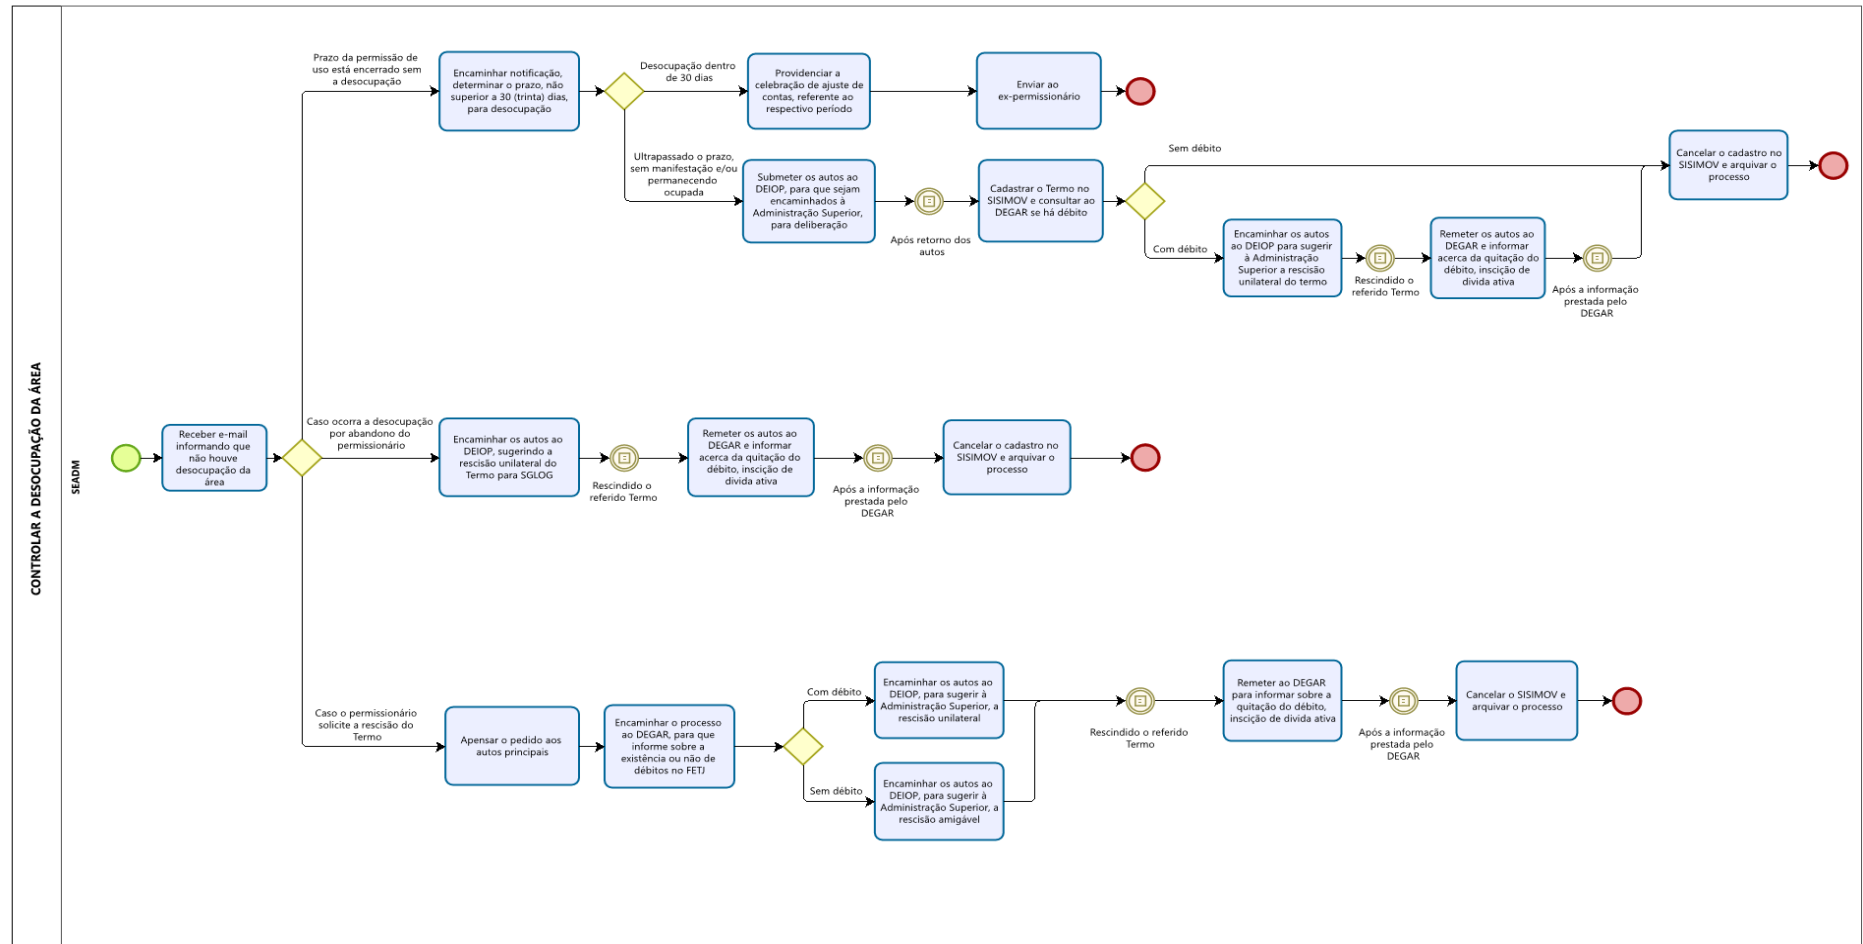 CONTROLAR A DESOCUPAÇÃO DA ÁREA
SEADM
Receber e-mail
informando que
não houve
desocupação da
área
Prazo da permissão de
uso está encerrado sem
a desocupação
Encaminhar notificação,
determinar o prazo, não
superior a 30 (trinta) dias,
para desocupação
Desocupação dentro
de 30 dias
Providenciar a
celebração de ajuste de
contas, referente ao
respectivo período
Enviar ao
ex-permissionário
Ultrapassado o prazo,
sem manifestação e/ou
permanecendo
ocupada
Submeter os autos ao
DEIOP, para que sejam
encaminhados à
Administração Superior,
para deliberação
Após retorno dos
autos
Cadastrar o Termo no
SISIMOV e consultar ao
DEGAR se há débito
Sem débito
Cancelar o cadastro no
SISIMOV e arquivar o
processo
Com débito
Encaminhar os autos
ao DEIOP para sugerir
à Administração
Superior a rescisão
unilateral do termo
Rescindido o
referido Termo
Remeter os autos ao
DEGAR e informar
acerca da quitação do
débito, inscição de
divida ativa
Após a informação
prestada pelo
DEGAR
Caso ocorra a desocupação
por abandono do
permissionário
Encaminhar os autos ao
DEIOP, sugerindo a
rescisão unilateral do
Termo para SGLOG
Rescindido o
referido Termo
Remeter os autos ao
DEGAR e informar
acerca da quitação do
débito, inscição de
divida ativa
Após a informação
prestada pelo
DEGAR
Cancelar o cadastro no
SISIMOV e arquivar o
processo
Caso o permissionário
solicite a rescisão do
Termo
Apensar o pedido aos
autos principais
Encaminhar o processo
ao DEGAR, para que
informe sobre a
existência ou não de
débitos no FETJ
Com débito
Encaminhar os autos ao
DEIOP, para sugerir à
Administração Superior, a
rescisão unilateral
Sem débito
Encaminhar os autos ao
DEIOP, para sugerir à
Administração Superior, a
rescisão amigável
Rescindido o referido
Termo
Remeter ao DEGAR
para informar sobre a
quitação do débito,
inscição de divida ativa
Após a informação
prestada pelo
DEGAR
Cancelar o SISIMOV e
arquivar o processo